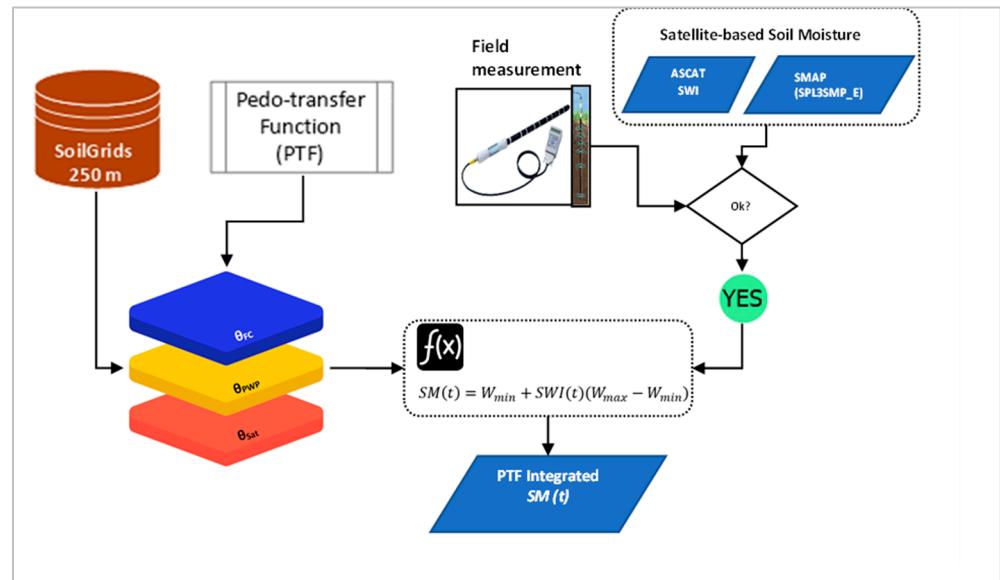 Field
measurement
Satellite-based Soil Moisture
ASCAT
SWI
SMAP
(SPL3SMP_E)
SoilGrids
250 m
Pedo-transfer
Function
(PTF)
Ok?
YES
θFC
θPWP
θSat
f(x)
SM(t) = Wmin + SWI(t)(Wmax − Wmin)
PTF Integrated
SM (t)